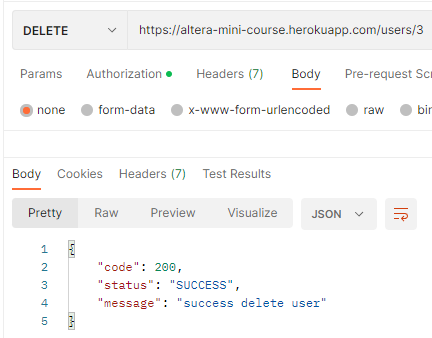 DELETE https://altera-mini-course.herokuapp.com/users/3
Params Authorization Headers (7) Body Pre-request Scr
none form-data x-www-form-urlencoded raw bin
Body Cookies Headers (7) Test Results
Pretty Raw Preview Visualize JSON
1 {
2 "code": 200,
3 "status": "SUCCESS",
4 "message": "success delete user"
5 }